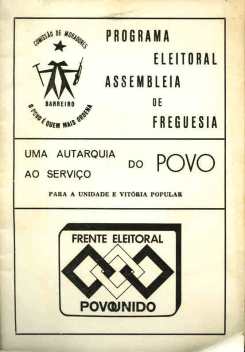 COMISSÃO DE MORADORES
BARREIRO
O POVO É QUEM MAIS ORDENA
PROGRAMA
ELEITORAL
ASSEMBLEIA
DE
FREGUESIA
UMA AUTARQUIA
AO SERVIÇO
DO POVO
PARA A UNIDADE E VITÓRIA POPULAR
FRENTE ELEITORAL
POVO UNIDO